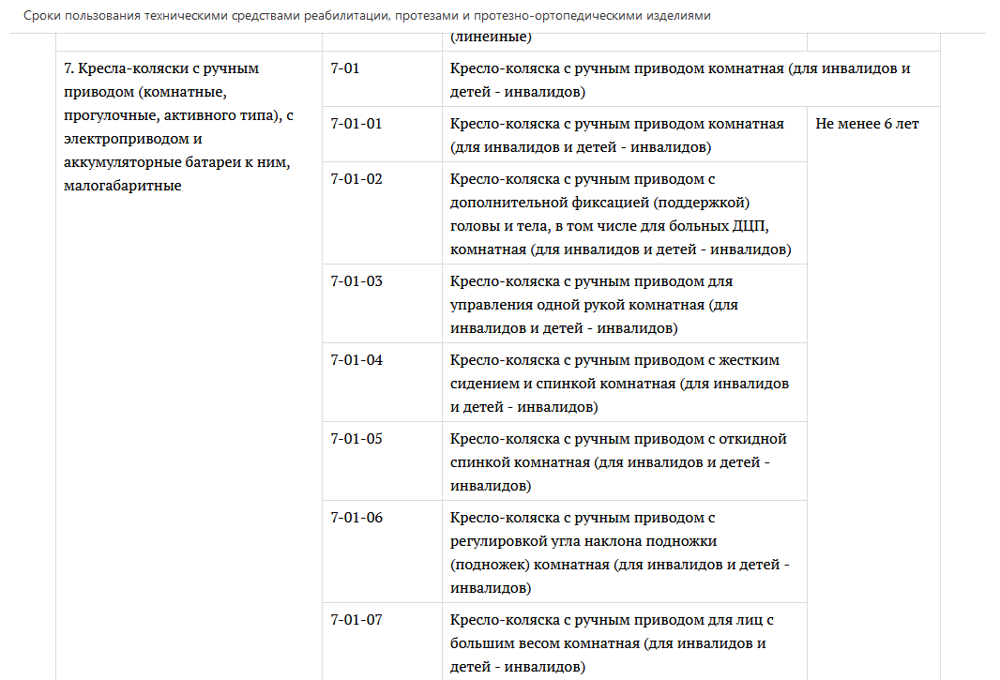 Сроки пользования техническими средствами реабилитации, протезами и протезно-ортопедическими изделиями
(линейные)
7. Кресла-коляски с ручным
приводом (комнатные,
прогулочные, активного типа), с
электроприводом и
аккумуляторные батареи к ним,
малогабаритные
7-01
Кресло-коляска с ручным приводом комнатная (для инвалидов и
детей - инвалидов)
7-01-01
Кресло-коляска с ручным приводом комнатная
(для инвалидов и детей - инвалидов)
Не менее 6 лет
7-01-02
Кресло-коляска с ручным приводом с
дополнительной фиксацией (поддержкой)
головы и тела, в том числе для больных ДЦП,
комнатная (для инвалидов и детей - инвалидов)
7-01-03
Кресло-коляска с ручным приводом для
управления одной рукой комнатная (для
инвалидов и детей - инвалидов)
7-01-04
Кресло-коляска с ручным приводом с жестким
сидением и спинкой комнатная (для инвалидов
и детей - инвалидов)
7-01-05
Кресло-коляска с ручным приводом с откидной
спинкой комнатная (для инвалидов и детей -
инвалидов)
7-01-06
Кресло-коляска с ручным приводом с
регулировкой угла наклона подножки
(подножек) комнатная (для инвалидов и детей -
инвалидов)
7-01-07
Кресло-коляска с ручным приводом для лиц с
большим весом комнатная (для инвалидов и
детей - инвалидов)